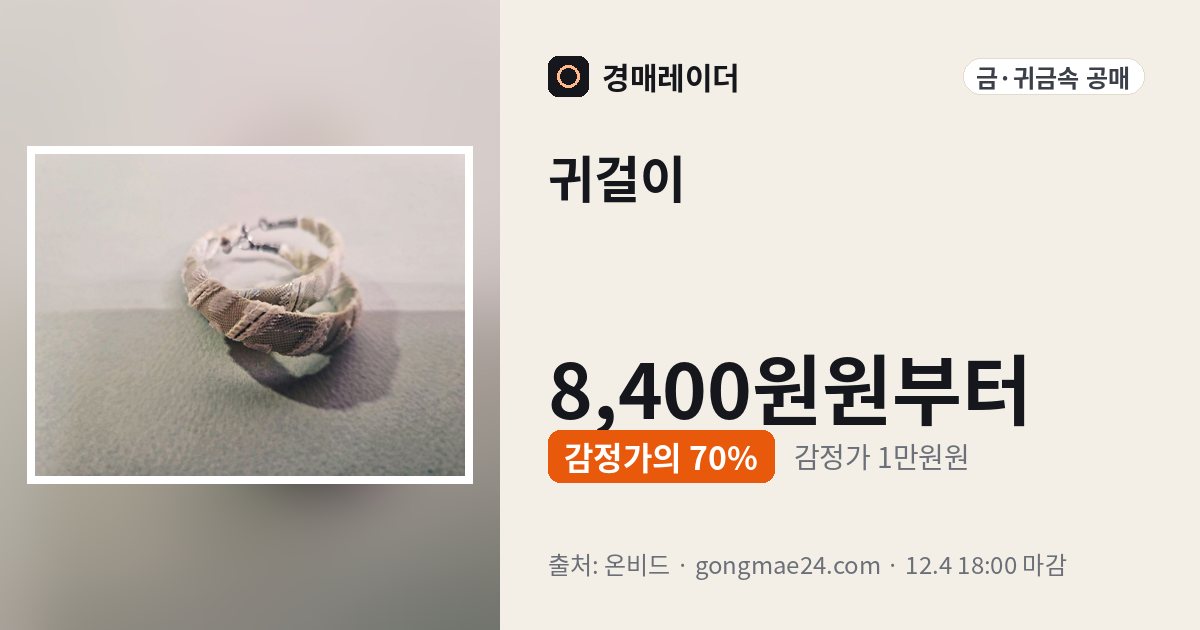 경매레이더
금·귀금속 공매
귀걸이
8,400원원부터
감정가의 70%
감정가 1만원원
출처: 온비드 · gongmae24.com · 12.4 18:00 마감